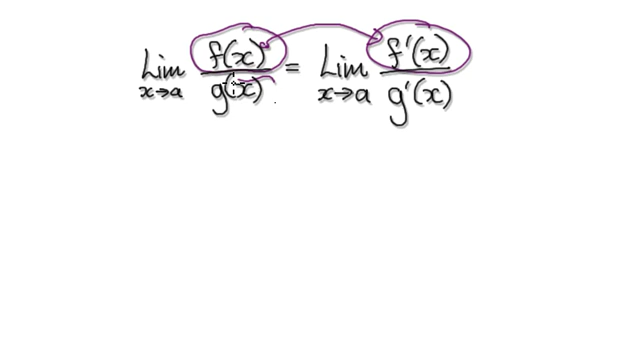 Lim x→a f(x)/g(x) = Lim x→a f'(x)/g'(x)